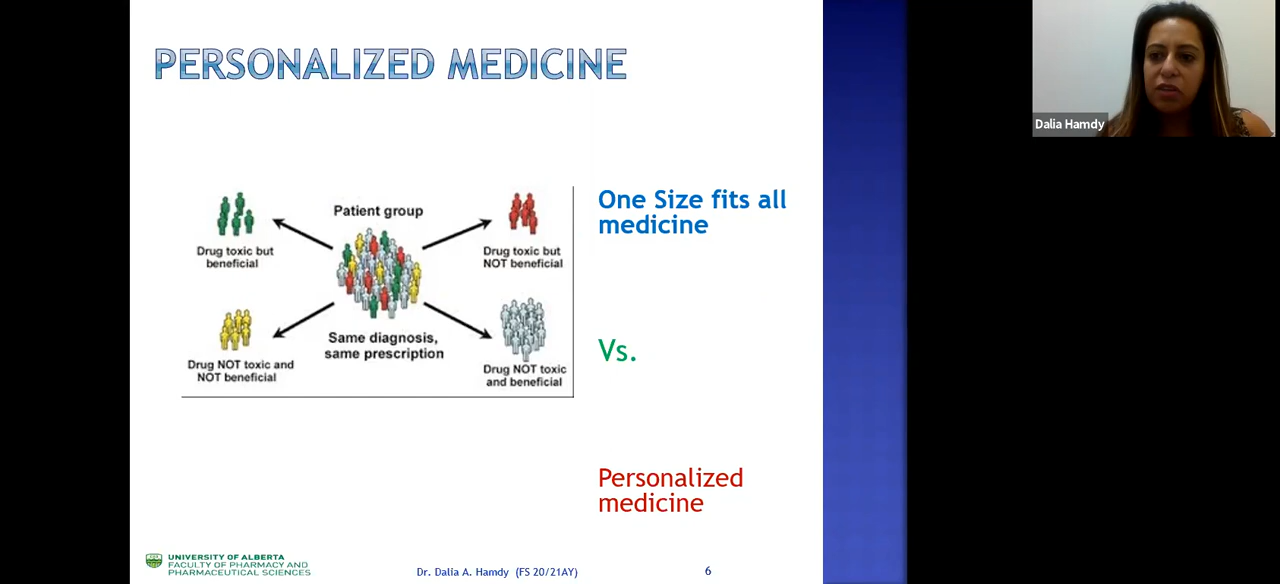 PERSONALIZED MEDICINE
Dalia Hamdy
One Size fits all
medicine
Patient group
Drug toxic but
beneficial
Drug toxic but
NOT beneficial
Same diagnosis,
same prescription
Drug NOT toxic and
NOT beneficial
Drug NOT toxic
and beneficial
Vs.
Personalized
medicine
UNIVERSITY OF ALBERTA
FACULTY OF PHARMACY AND
PHARMACEUTICAL SCIENCES
Dr. Dalia A. Hamdy (FS 20/21AY)
6